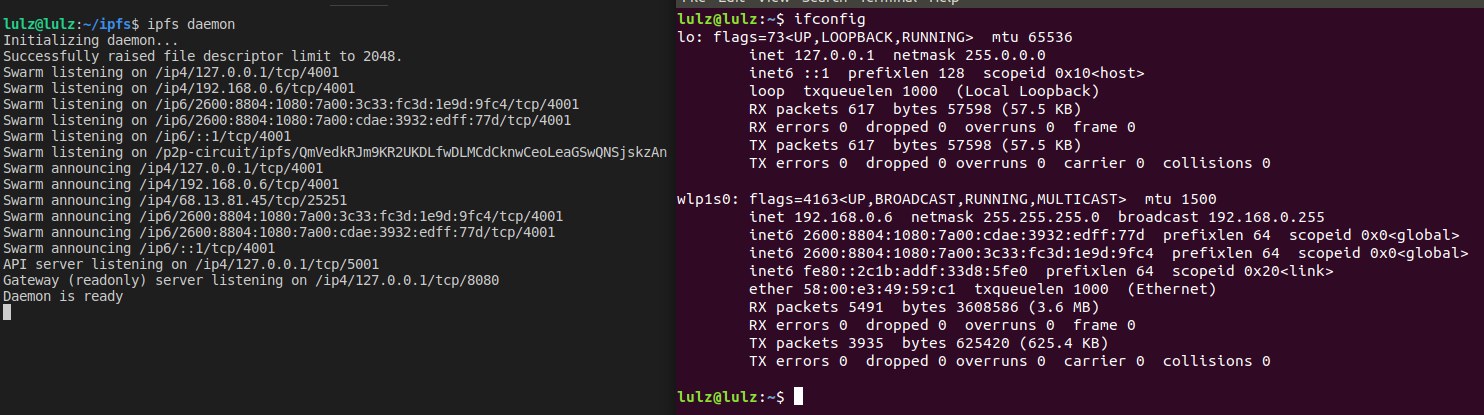 lulz@lulz:~/ipfs$ ipfs daemon
Initializing daemon...
Successfully raised file descriptor limit to 2048.
Swarm listening on /ip4/127.0.0.1/tcp/4001
Swarm listening on /ip4/192.168.0.6/tcp/4001
Swarm listening on /ip6/2600:8804:1080:7a00:3c33:fc3d:1e9d:9fc4/tcp/4001
Swarm listening on /ip6/2600:8804:1080:7a00:cdae:3932:edff:77d/tcp/4001
Swarm listening on /ip6/::1/tcp/4001
Swarm listening on /p2p-circuit/ipfs/QmVedkRJm9KR2UKDLfwDLMCdCknwCeoLeaGSwQNSjskzAn
Swarm announcing /ip4/127.0.0.1/tcp/4001
Swarm announcing /ip4/192.168.0.6/tcp/4001
Swarm announcing /ip4/68.13.81.45/tcp/25251
Swarm announcing /ip6/2600:8804:1080:7a00:3c33:fc3d:1e9d:9fc4/tcp/4001
Swarm announcing /ip6/2600:8804:1080:7a00:cdae:3932:edff:77d/tcp/4001
Swarm announcing /ip6/::1/tcp/4001
API server listening on /ip4/127.0.0.1/tcp/5001
Gateway (readonly) server listening on /ip4/127.0.0.1/tcp/8080
Daemon is ready
File Edit View Search Terminal Help
lulz@lulz:~$ ifconfig
lo: flags=73<UP,LOOPBACK,RUNNING>  mtu 65536
        inet 127.0.0.1  netmask 255.0.0.0
        inet6 ::1  prefixlen 128  scopeid 0x10<host>
        loop  txqueuelen 1000  (Local Loopback)
        RX packets 617  bytes 57598 (57.5 KB)
        RX errors 0  dropped 0  overruns 0  frame 0
        TX packets 617  bytes 57598 (57.5 KB)
        TX errors 0  dropped 0 overruns 0  carrier 0  collisions 0
wlp1s0: flags=4163<UP,BROADCAST,RUNNING,MULTICAST>  mtu 1500
        inet 192.168.0.6  netmask 255.255.255.0  broadcast 192.168.0.255
        inet6 2600:8804:1080:7a00:cdae:3932:edff:77d  prefixlen 64  scopeid 0x0<global>
        inet6 2600:8804:1080:7a00:3c33:fc3d:1e9d:9fc4  prefixlen 64  scopeid 0x0<global>
        inet6 fe80::2c1b:addf:33d8:5fe0  prefixlen 64  scopeid 0x20<link>
        ether 58:00:e3:49:59:c1  txqueuelen 1000  (Ethernet)
        RX packets 5491  bytes 3608586 (3.6 MB)
        RX errors 0  dropped 0  overruns 0  frame 0
        TX packets 3935  bytes 625420 (625.4 KB)
        TX errors 0  dropped 0 overruns 0  carrier 0  collisions 0
lulz@lulz:~$